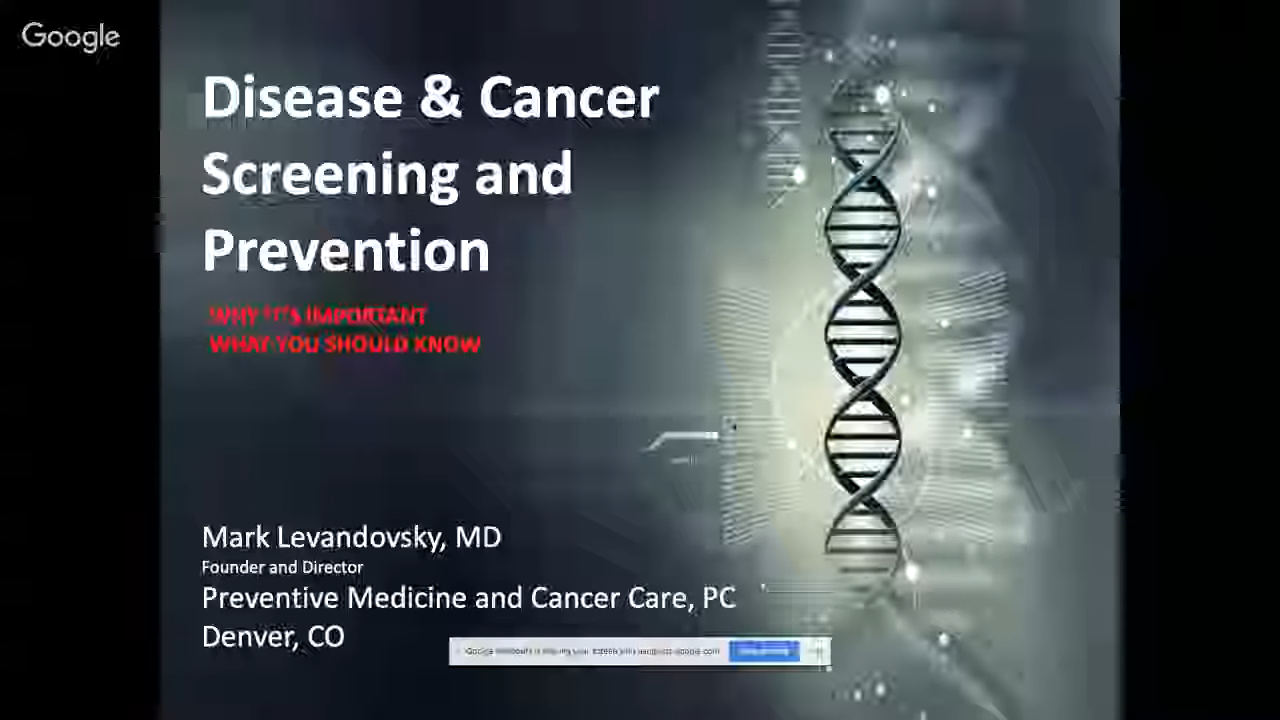 Google
Disease & Cancer
Screening and
Prevention
WHY IT'S IMPORTANT
WHAT YOU SHOULD KNOW
Mark Levandovsky, MD
Founder and Director
Preventive Medicine and Cancer Care, PC
Denver, CO